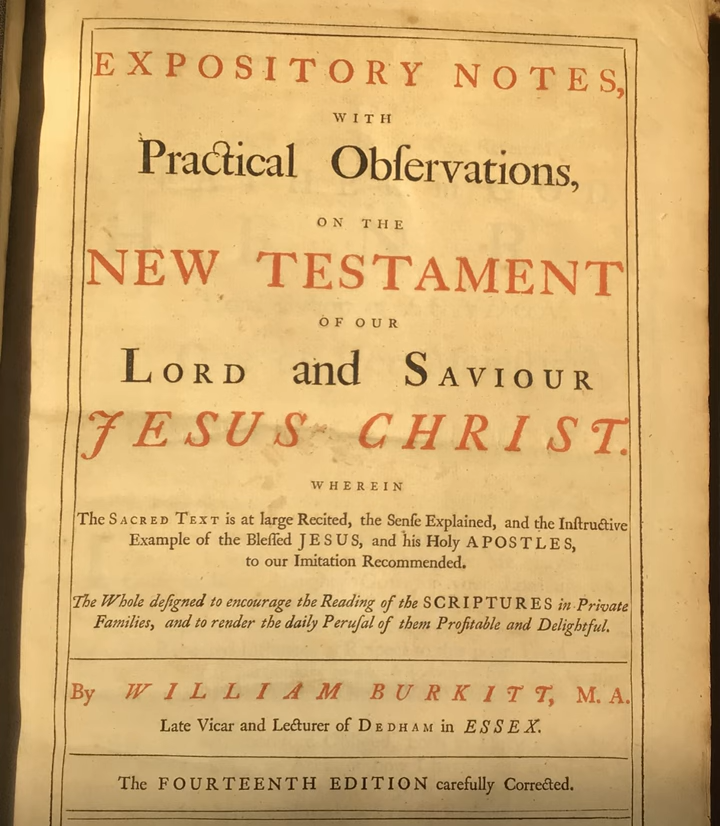 EXPOSITORY NOTES,
WITH
Practical Obſervations,
ON THE
NEW TESTAMENT
OF OUR
LORD and SAVIOUR
JESUS CHRIST.
WHEREIN
The SACRED TEXT is at large Recited, the Senſe Explained, and the Inſtructive
Example of the Bleſſed JESUS, and his Holy APOSTLES,
to our Imitation Recommended.
The Whole deſigned to encourage the Reading of the SCRIPTURES in Private
Families, and to render the daily Peruſal of them Profitable and Delightful.
By WILLIAM BURKITT, M. A.
Late Vicar and Lecturer of DEDHAM in ESSEX.
The FOURTEENTH EDITION carefully Corrected.